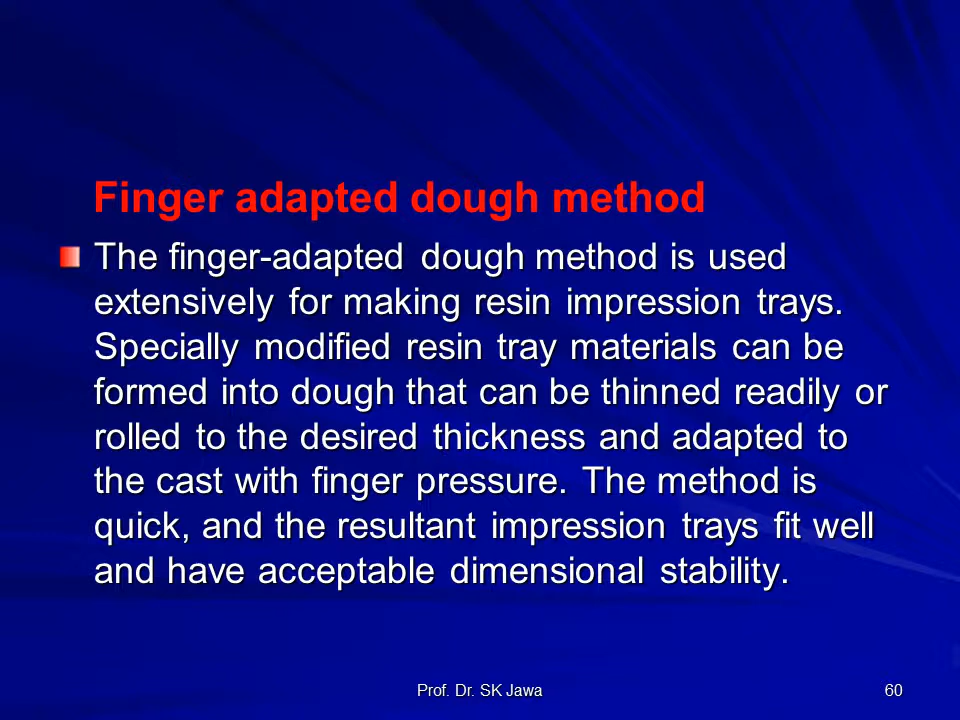 Finger adapted dough method
The finger-adapted dough method is used
extensively for making resin impression trays.
Specially modified resin tray materials can be
formed into dough that can be thinned readily or
rolled to the desired thickness and adapted to
the cast with finger pressure. The method is
quick, and the resultant impression trays fit well
and have acceptable dimensional stability.
Prof. Dr. SK Jawa
60